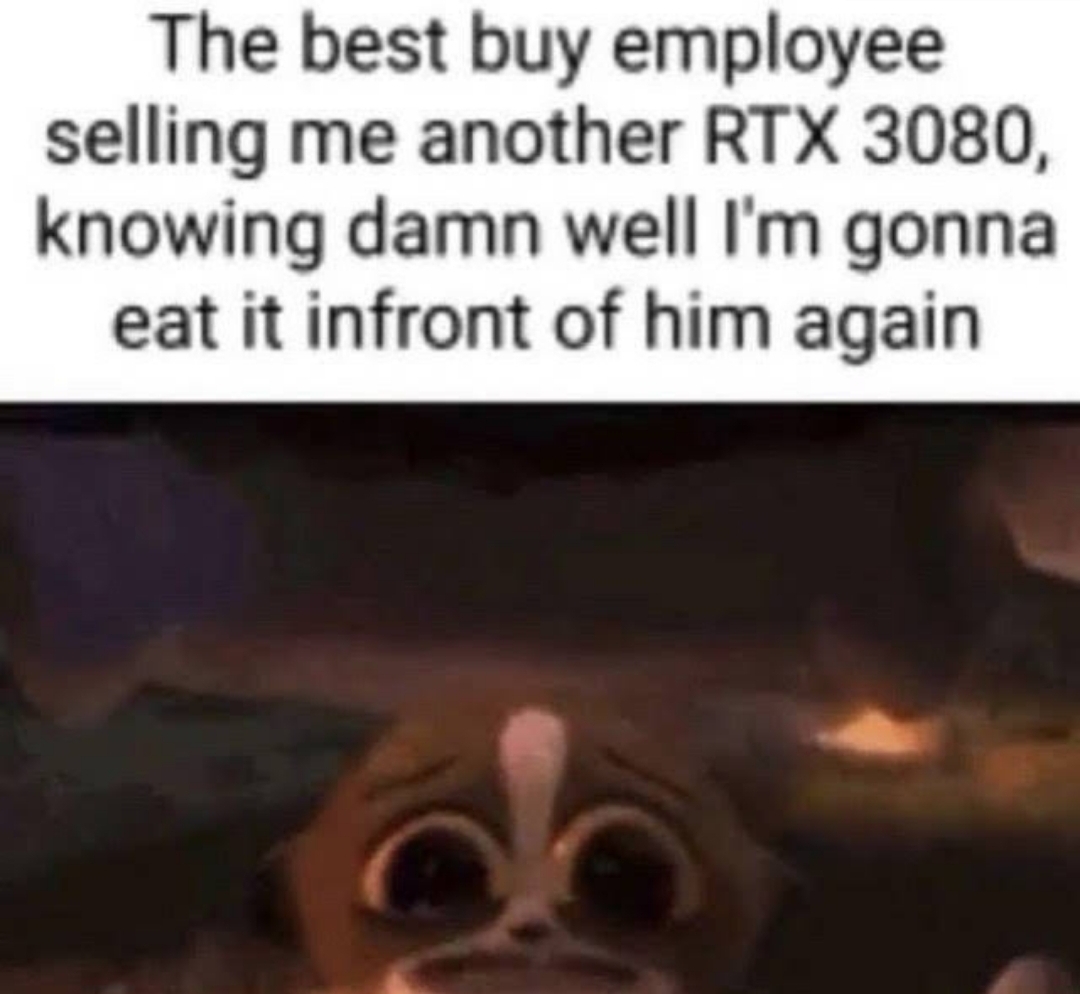 The best buy employee
selling me another RTX 3080,
knowing damn well I'm gonna
eat it infront of him again